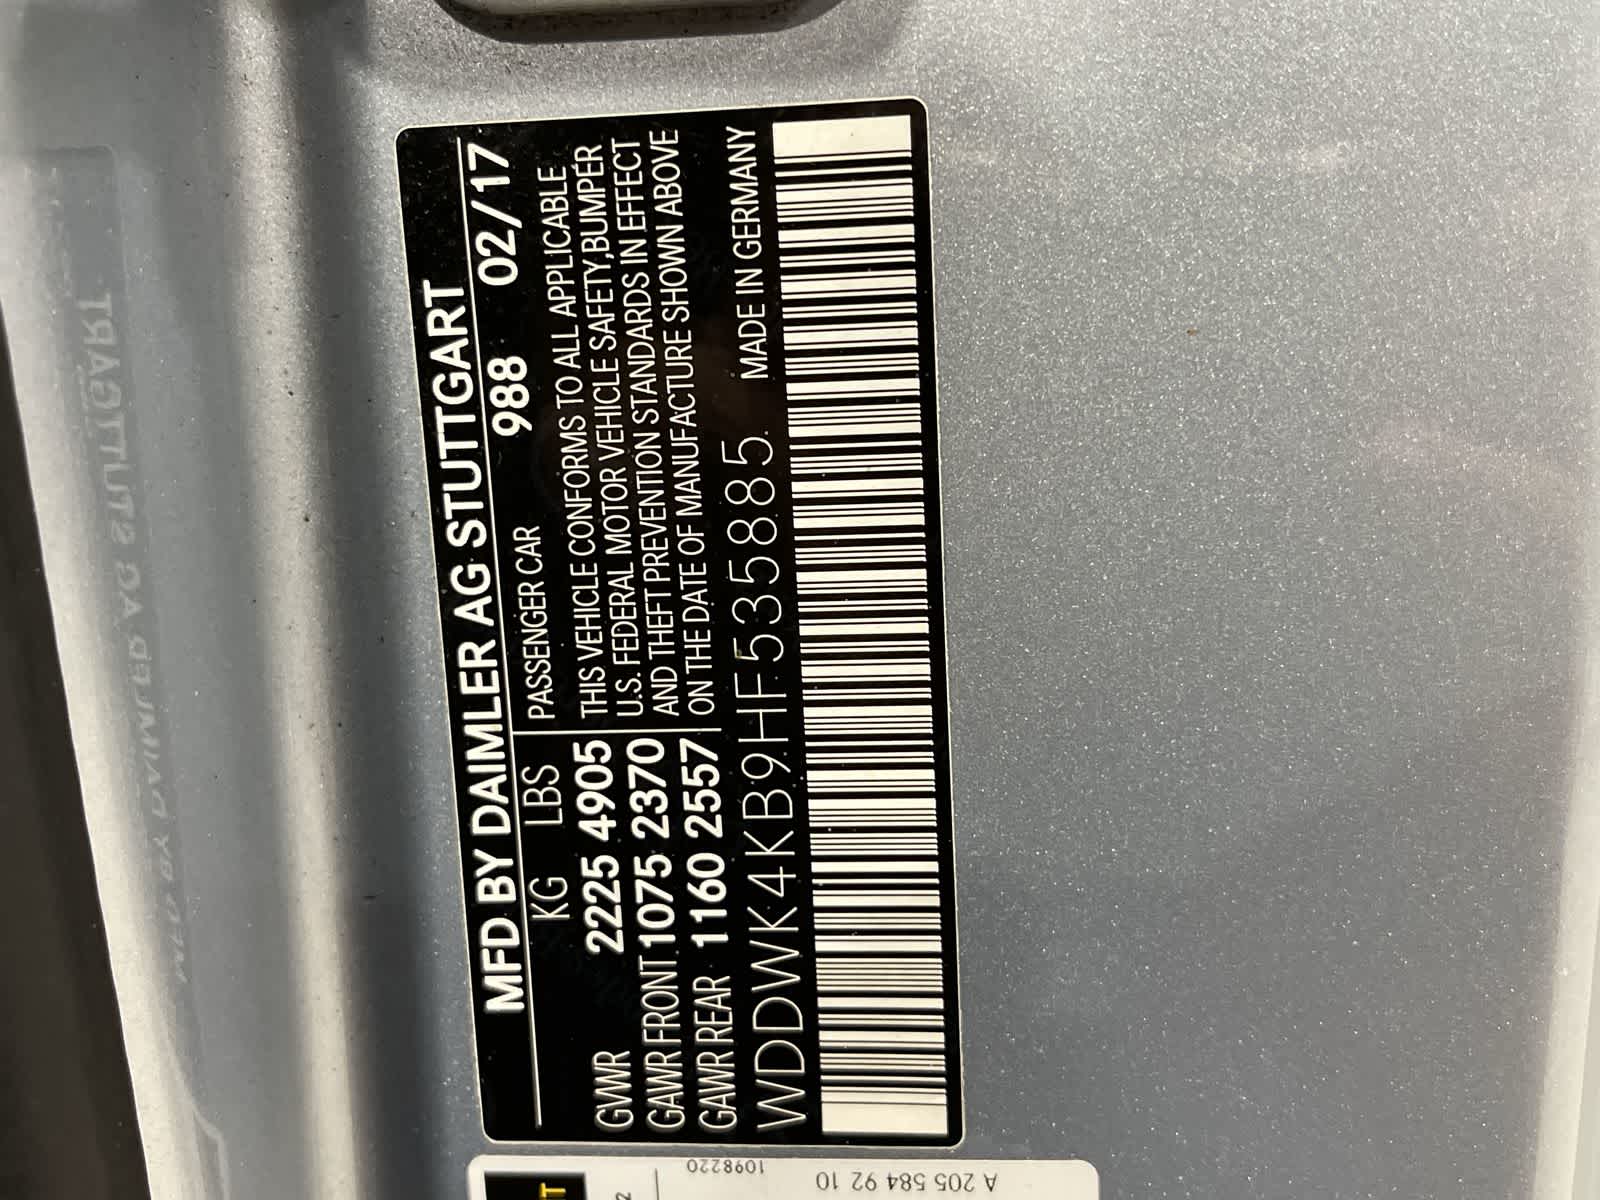 MFD BY DAIMLER AG STUTTGART
KG LBS PASSENGER CAR 988 02/17
GVWR 2225 4905 THIS VEHICLE CONFORMS TO ALL APPLICABLE
GAWR FRONT 1075 2370 U.S. FEDERAL MOTOR VEHICLE SAFETY,BUMPER
GAWR REAR 1160 2557 AND THEFT PREVENTION STANDARDS IN EFFECT
ON THE DATE OF MANUFACTURE SHOWN ABOVE
WDDWK4KB9HF535885 MADE IN GERMANY
A 205 584 92 10
1098220